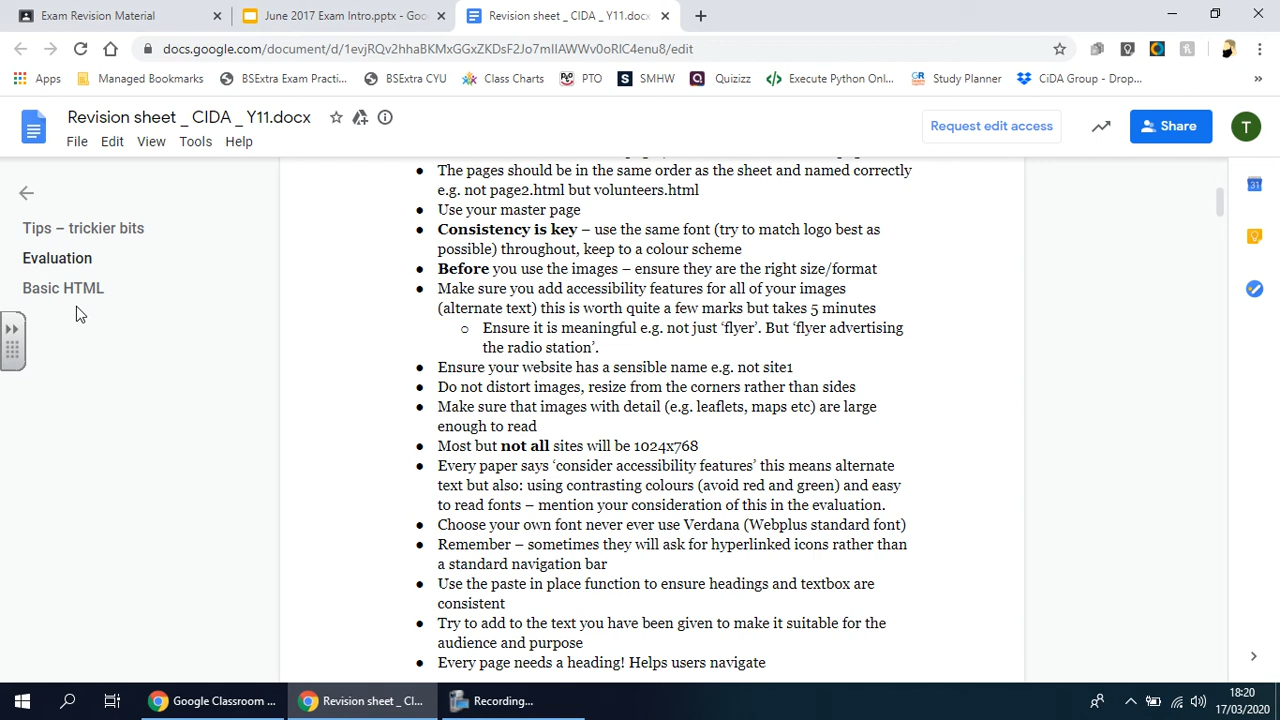 Exam Revision Material
June 2017 Exam Intro.pptx - Goo
Revision sheet _ CIDA _ Y11.docx
docs.google.com/document/d/1evjRQv2hhaBKMxGGxZKDsF2Jo7mIIAWWv0oRIC4enu8/edit
Apps
Managed Bookmarks
BSExtra Exam Practi...
BSExtra CYU
Class Charts
PTO
SMHW
Quizizz
Execute Python Onl...
Study Planner
CiDA Group - Drop...
Revision sheet _ CIDA _ Y11.docx
File Edit View Tools Help
Request edit access
Share
T
Tips – trickier bits
Evaluation
Basic HTML
● The pages should be in the same order as the sheet and named correctly
e.g. not page2.html but volunteers.html
● Use your master page
● Consistency is key – use the same font (try to match logo best as
possible) throughout, keep to a colour scheme
● Before you use the images – ensure they are the right size/format
● Make sure you add accessibility features for all of your images
(alternate text) this is worth quite a few marks but takes 5 minutes
○ Ensure it is meaningful e.g. not just ‘flyer’. But ‘flyer advertising
the radio station’.
● Ensure your website has a sensible name e.g. not site1
● Do not distort images, resize from the corners rather than sides
● Make sure that images with detail (e.g. leaflets, maps etc) are large
enough to read
● Most but not all sites will be 1024x768
● Every paper says ‘consider accessibility features’ this means alternate
text but also: using contrasting colours (avoid red and green) and easy
to read fonts – mention your consideration of this in the evaluation.
● Choose your own font never ever use Verdana (Webplus standard font)
● Remember – sometimes they will ask for hyperlinked icons rather than
a standard navigation bar
● Use the paste in place function to ensure headings and textbox are
consistent
● Try to add to the text you have been given to make it suitable for the
audience and purpose
● Every page needs a heading! Helps users navigate
Google Classroom ...
Revision sheet _ Cl...
Recording...
18:20
17/03/2020